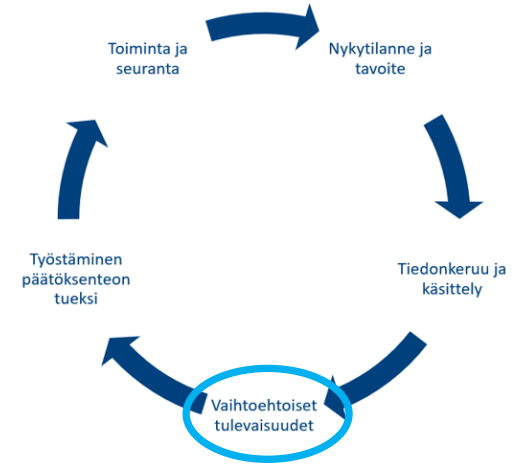 Toiminta ja
seuranta
Nykytilanne ja
tavoite
Tiedonkeruu ja
käsittely
Vaihtoehtoiset
tulevaisuudet
Työstäminen
päätöksenteon
tueksi